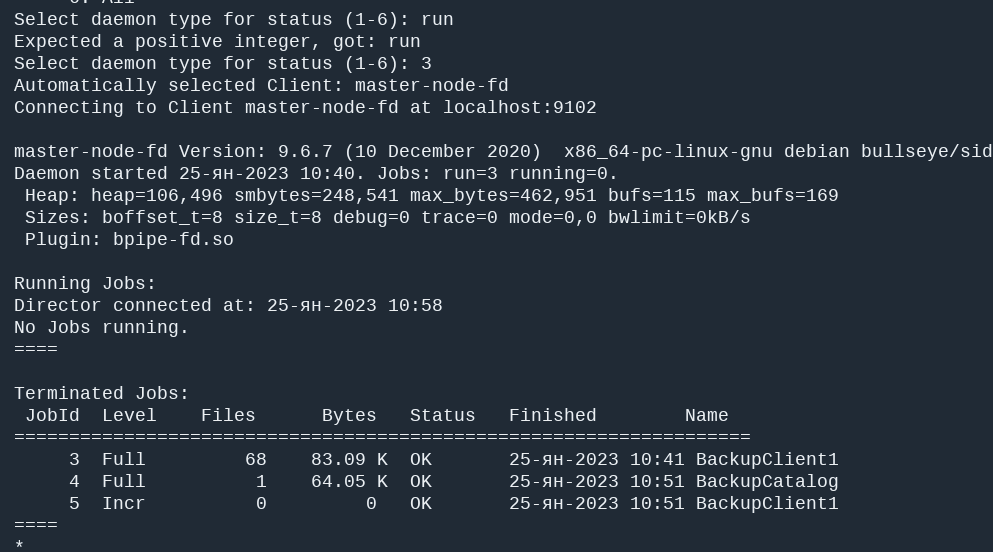 6: All
Select daemon type for status (1-6): run
Expected a positive integer, got: run
Select daemon type for status (1-6): 3
Automatically selected Client: master-node-fd
Connecting to Client master-node-fd at localhost:9102
master-node-fd Version: 9.6.7 (10 December 2020)  x86_64-pc-linux-gnu debian bullseye/sid
Daemon started 25-ян-2023 10:40. Jobs: run=3 running=0.
 Heap: heap=106,496 smbytes=248,541 max_bytes=462,951 bufs=115 max_bufs=169
 Sizes: boffset_t=8 size_t=8 debug=0 trace=0 mode=0,0 bwlimit=0kB/s
 Plugin: bpipe-fd.so
Running Jobs:
Director connected at: 25-ян-2023 10:58
No Jobs running.
====
Terminated Jobs:
 JobId  Level    Files      Bytes   Status   Finished        Name
===================================================================
     3  Full         68    83.09 K  OK       25-ян-2023 10:41 BackupClient1
     4  Full          1    64.05 K  OK       25-ян-2023 10:51 BackupCatalog
     5  Incr          0         0   OK       25-ян-2023 10:51 BackupClient1
====
*